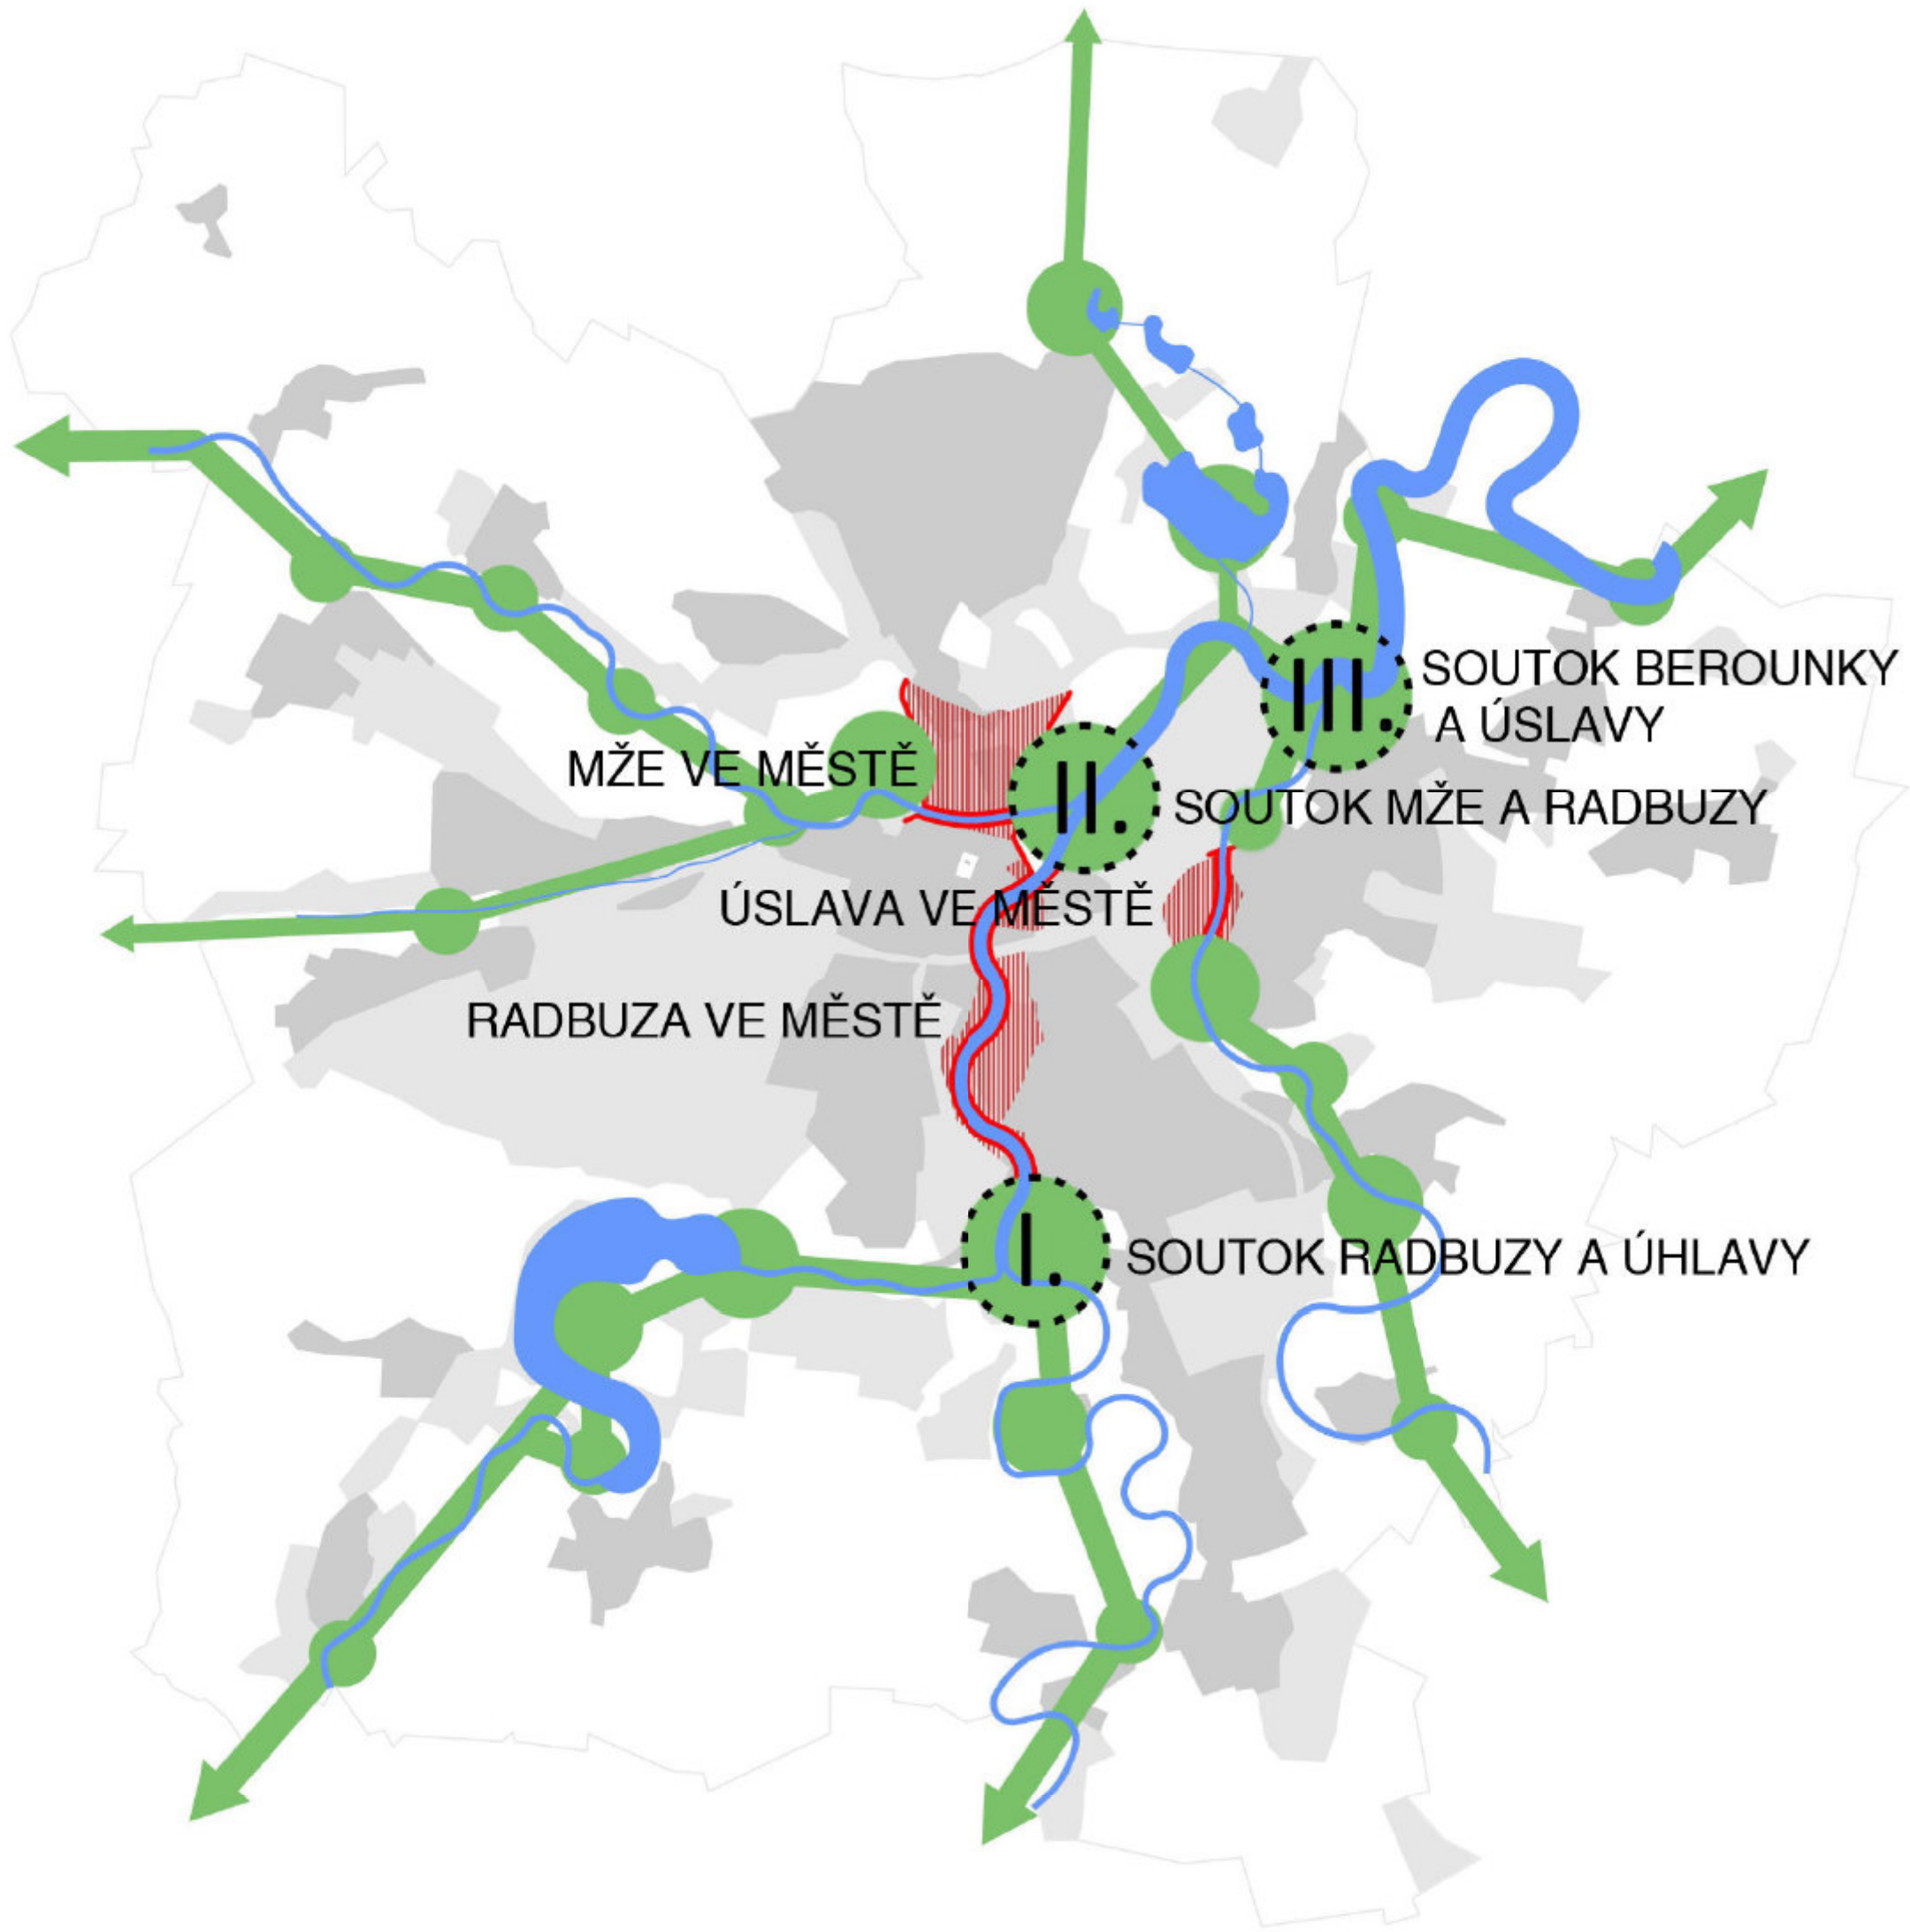 III.
SOUTOK BEROUNKY
A ÚSLAVY
MŽE VE MĚSTĚ
II.
SOUTOK MŽE A RADBUZY
ÚSLAVA VE MĚSTĚ
RADBUZA VE MĚSTĚ
I.
SOUTOK RADBUZY A ÚHLAVY